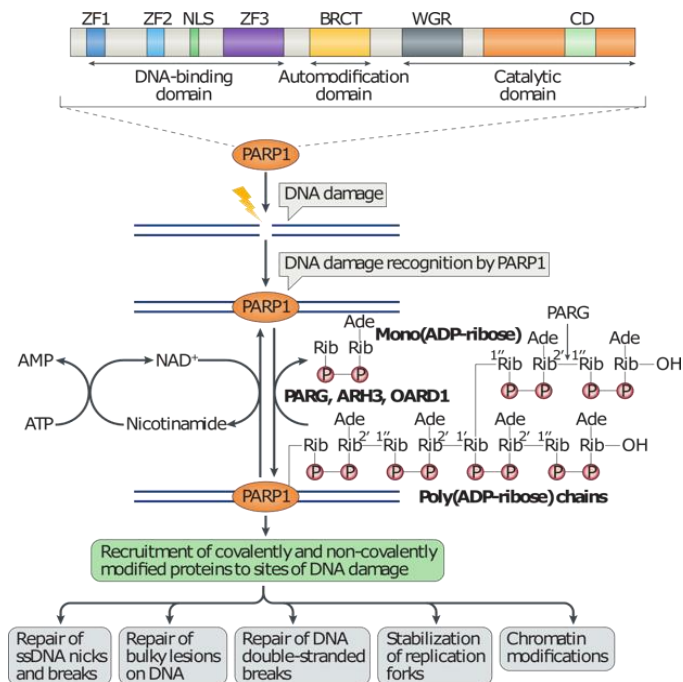 ZF1 ZF2 NLS ZF3 BRCT WGR CD
DNA-binding
domain
Automodification
domain
Catalytic
domain
PARP1
DNA damage
DNA damage recognition by PARP1
PARP1
Mono(ADP-ribose)
Ade
Rib Rib
P P
PARG, ARH3, OARD1
PARG
Ade Ade
1″ Rib Rib 2′ 1″ Rib Rib OH
P P P P
AMP
NAD+
ATP
Nicotinamide
Ade Ade Ade Ade
Rib Rib 2′ 1″ Rib Rib 2′ 1′ Rib Rib 2′ 1″ Rib Rib OH
P P P P P P P P
PARP1
Poly(ADP-ribose) chains
Recruitment of covalently and non-covalently
modified proteins to sites of DNA damage
Repair of
ssDNA nicks
and breaks
Repair of
bulky lesions
on DNA
Repair of DNA
double-stranded
breaks
Stabilization
of replication
forks
Chromatin
modifications